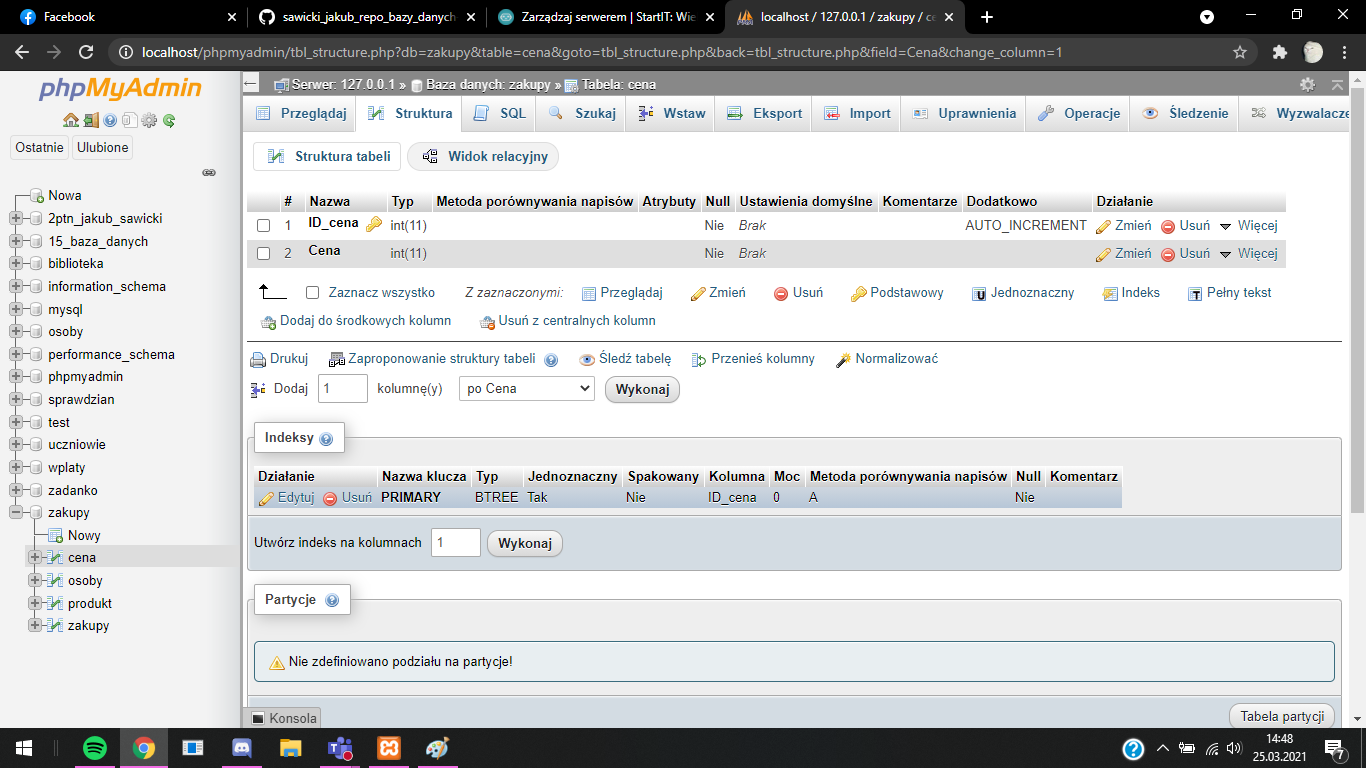 Facebook
sawicki_jakub_repo_bazy_danych
Zarządzaj serwerem | StartIT: Wie
localhost / 127.0.0.1 / zakupy / ce
localhost/phpmyadmin/tbl_structure.php?db=zakupy&table=cena&goto=tbl_structure.php&back=tbl_structure.php&field=Cena&change_column=1
phpMyAdmin
Ostatnie Ulubione
Nowa
2ptn_jakub_sawicki
15_baza_danych
biblioteka
information_schema
mysql
osoby
performance_schema
phpmyadmin
sprawdzian
test
uczniowie
wplaty
zadanko
zakupy
Nowy
cena
osoby
produkt
zakupy
Serwer: 127.0.0.1 » Baza danych: zakupy » Tabela: cena
Przeglądaj Struktura SQL Szukaj Wstaw Eksport Import Uprawnienia Operacje Śledzenie Wyzwalacze
Struktura tabeli Widok relacyjny
# Nazwa Typ Metoda porównywania napisów Atrybuty Null Ustawienia domyślne Komentarze Dodatkowo Działanie
1 ID_cena int(11) Nie Brak AUTO_INCREMENT Zmień Usuń Więcej
2 Cena int(11) Nie Brak Zmień Usuń Więcej
Zaznacz wszystko Z zaznaczonymi: Przeglądaj Zmień Usuń Podstawowy Jednoznaczny Indeks Pełny tekst
Dodaj do środkowych kolumn Usuń z centralnych kolumn
Drukuj Zaproponowanie struktury tabeli Śledź tabelę Przenieś kolumny Normalizować
Dodaj 1 kolumnę(y) po Cena Wykonaj
Indeksy
Działanie Nazwa klucza Typ Jednoznaczny Spakowany Kolumna Moc Metoda porównywania napisów Null Komentarz
Edytuj Usuń PRIMARY BTREE Tak Nie ID_cena 0 A Nie
Utwórz indeks na kolumnach 1 Wykonaj
Partycje
Nie zdefiniowano podziału na partycje!
Konsola
Tabela partycji
14:48
25.03.2021
7